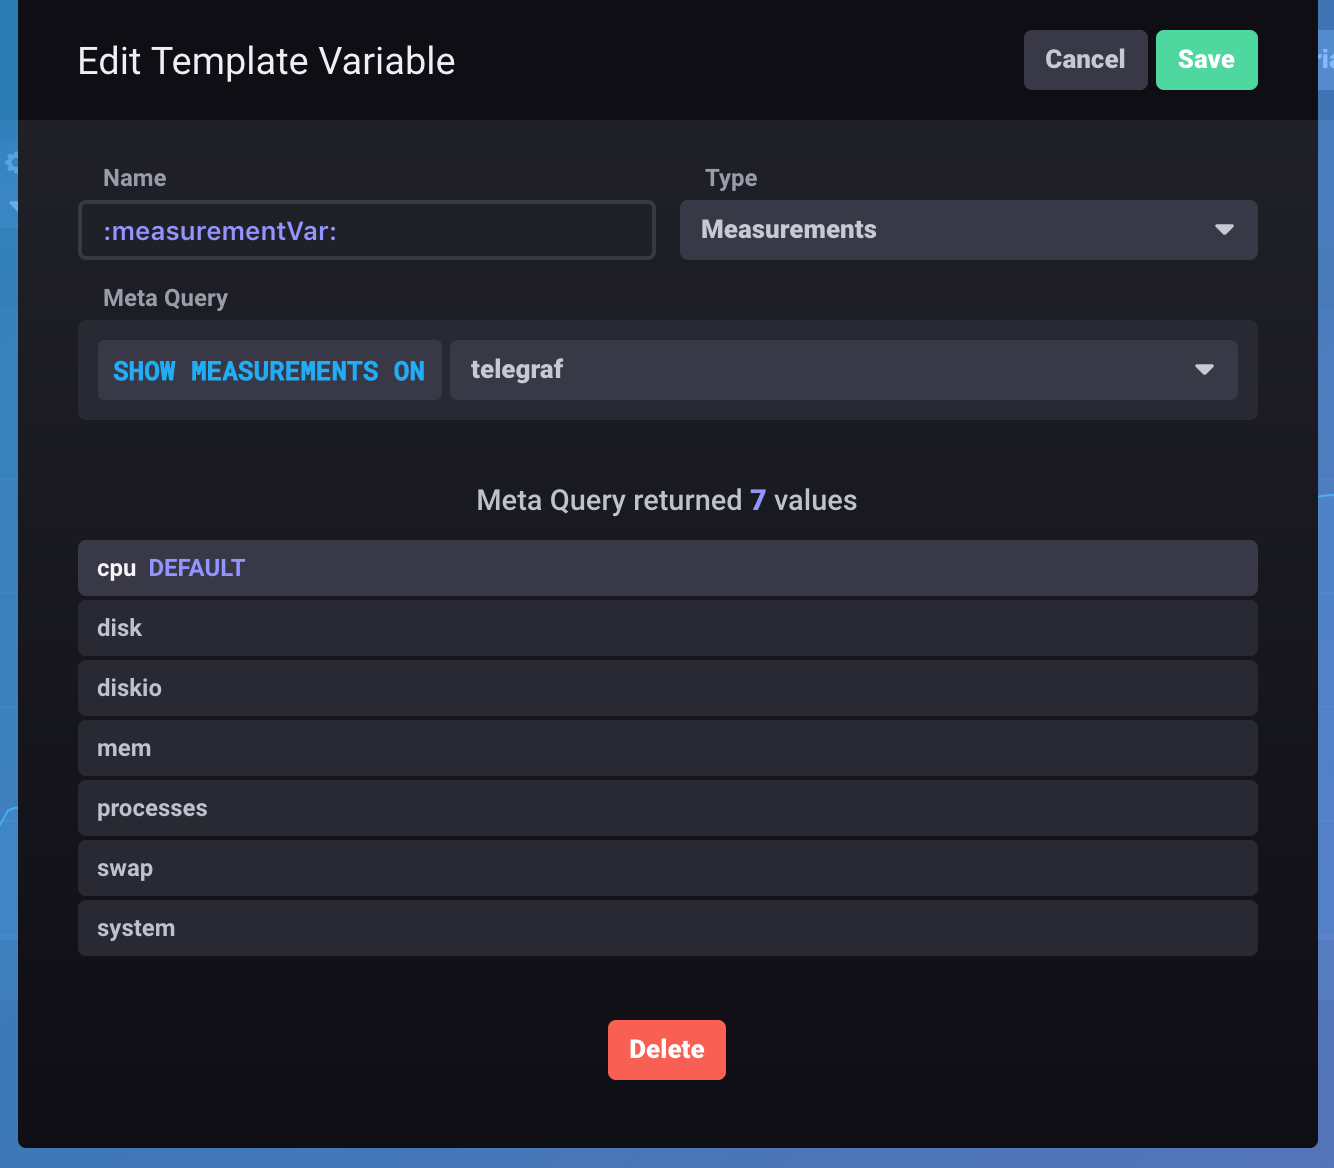 Edit Template Variable
Cancel
Save
Name
Type
:measurementVar:
Measurements
Meta Query
SHOW MEASUREMENTS ON
telegraf
Meta Query returned 7 values
cpu DEFAULT
disk
diskio
mem
processes
swap
system
Delete